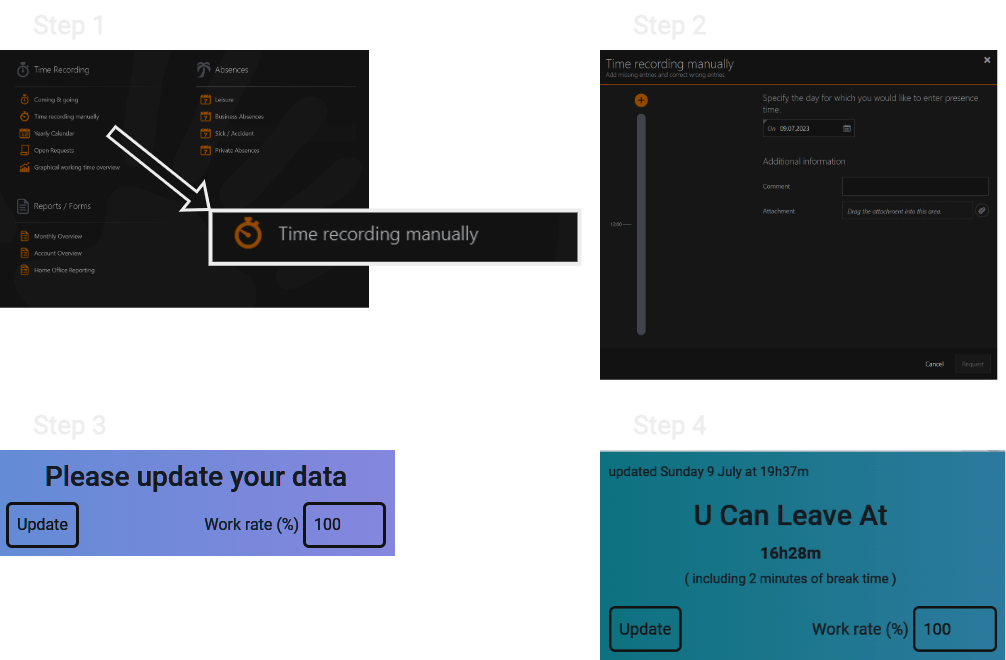 Step 1
Time Recording
Coming & going
Time recording manually
Yearly Calendar
Open Requests
Graphical working time overview
Absences
Leisure
Business Absences
Sick / Accident
Private Absences
Reports / Forms
Monthly Overview
Account Overview
Home Office Reporting
Time recording manually
Step 2
Time recording manually
Add missing entries and correct wrong entries.
12:00
Specify the day for which you would like to enter presence
time.
On 09.07.2023
Additional information
Comment
Attachment
Drag the attachment into this area.
Cancel
Request
Step 3
Please update your data
Update
Work rate (%) 100
Step 4
updated Sunday 9 July at 19h37m
U Can Leave At
16h28m
( including 2 minutes of break time )
Update
Work rate (%) 100